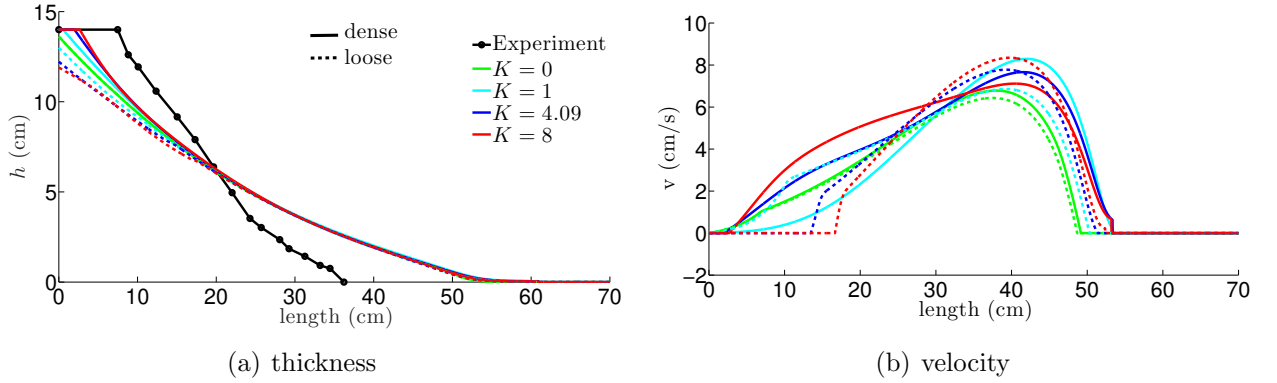 15
10
5
0
h (cm)
0 10 20 30 40 50 60 70
length (cm)
dense
loose
Experiment
K = 0
K = 1
K = 4.09
K = 8
(a) thickness
10
8
6
4
2
0
−2
v (cm/s)
0 10 20 30 40 50 60 70
length (cm)
(b) velocity